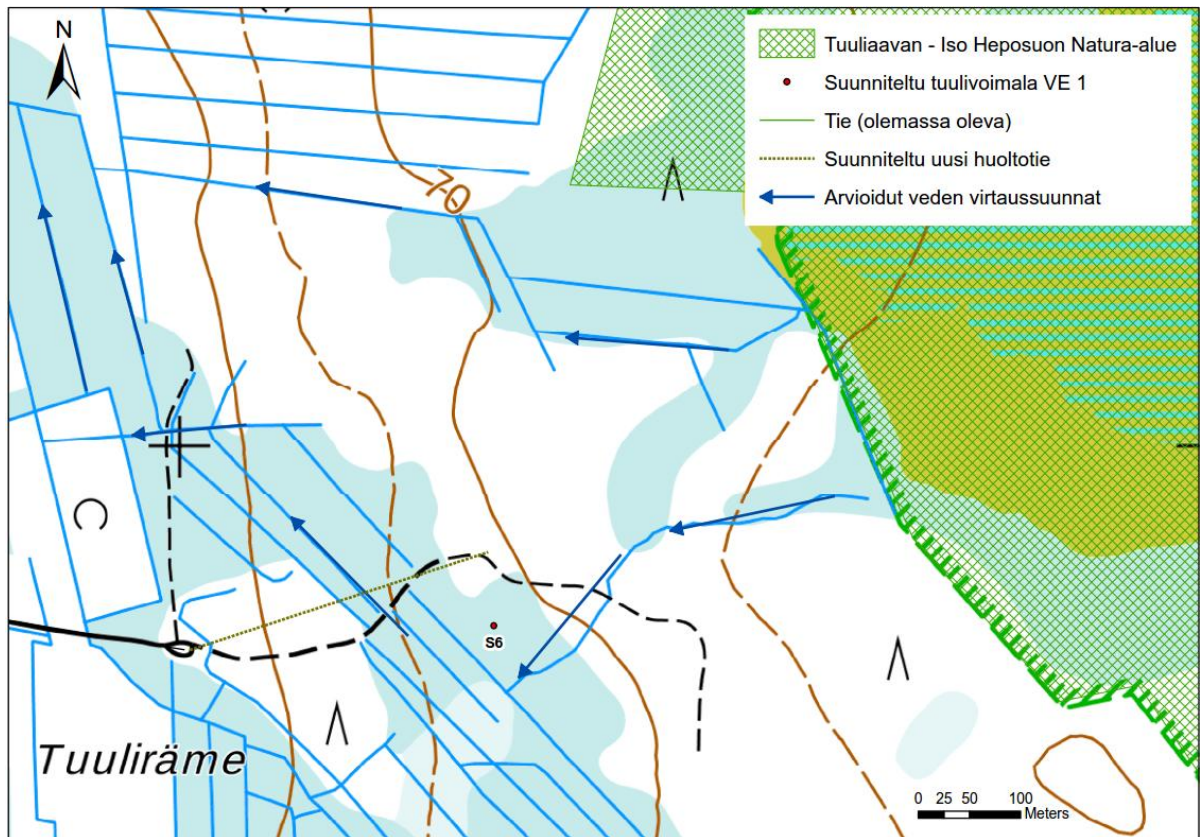 N
Tuuliaavan - Iso Heposuon Natura-alue
Suunniteltu tuulivoimala VE 1
Tie (olemassa oleva)
Suunniteltu uusi huoltotie
Arvioidut veden virtaussuunnat
70
S6
Tuuliräme
0 25 50 100
Meters